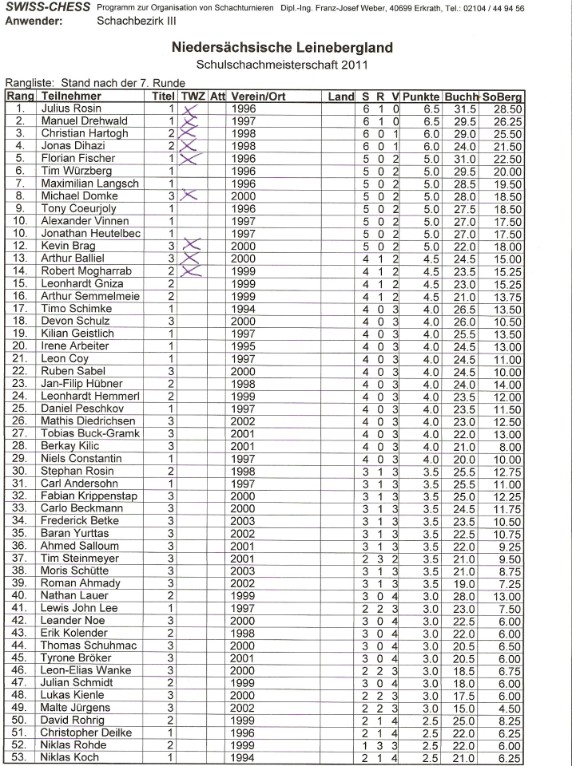 SWISS-CHESS Programm zur Organisation von Schachturnieren Dipl.-Ing. Franz-Josef Weber, 40699 Erkrath, Tel.: 02104 / 44 94 56
Anwender: Schachbezirk III
Niedersächsische Leinebergland
Schulschachmeisterschaft 2011
Rangliste: Stand nach der 7. Runde
Rang Teilnehmer Titel TWZ Att Verein/Ort Land S R V Punkte Buchh SoBerg
1. Julius Rosin 1 1996 6 1 0 6.5 31.5 28.50
2. Manuel Drehwald 1 1997 6 1 0 6.5 29.5 26.25
3. Christian Hartogh 2 1998 6 0 1 6.0 29.0 25.50
4. Jonas Dihazi 2 1998 6 0 1 6.0 24.0 21.50
5. Florian Fischer 1 1996 5 0 2 5.0 31.0 22.50
6. Tim Würzberg 1 1996 5 0 2 5.0 29.5 20.00
7. Maximilian Langsch 1 1996 5 0 2 5.0 28.5 19.50
8. Michael Domke 3 2000 5 0 2 5.0 28.0 18.50
9. Tony Coeurjoly 1 1996 5 0 2 5.0 27.5 18.50
10. Alexander Vinnen 1 1997 5 0 2 5.0 27.0 17.50
10. Jonathan Heutelbec 1 1997 5 0 2 5.0 27.0 17.50
12. Kevin Brag 3 2000 5 0 2 5.0 22.0 18.00
13. Arthur Balliel 3 2000 4 1 2 4.5 24.5 15.00
14. Robert Mogharrab 2 1999 4 1 2 4.5 23.5 15.25
15. Leonhardt Gniza 2 1999 4 1 2 4.5 23.0 15.25
16. Arthur Semmelmeie 2 1999 4 1 2 4.5 21.0 13.75
17. Timo Schimke 1 1994 4 0 3 4.0 26.5 13.50
18. Devon Schulz 3 2000 4 0 3 4.0 26.0 10.50
19. Kilian Geistlich 1 1997 4 0 3 4.0 25.5 13.50
20. Irene Arbeiter 1 1995 4 0 3 4.0 24.5 13.00
21. Leon Coy 1 1997 4 0 3 4.0 24.5 11.00
22. Ruben Sabel 3 2000 4 0 3 4.0 24.5 10.00
23. Jan-Filip Hübner 2 1998 4 0 3 4.0 24.0 14.00
24. Leonhardt Hemmerl 2 1999 4 0 3 4.0 23.5 12.00
25. Daniel Peschkov 1 1997 4 0 3 4.0 23.5 11.50
26. Mathis Diedrichsen 3 2002 4 0 3 4.0 23.0 12.50
27. Tobias Buck-Gramk 3 2001 4 0 3 4.0 22.0 13.00
28. Berkay Kilic 3 2001 4 0 3 4.0 21.0 8.00
29. Niels Constantin 1 1997 4 0 3 4.0 20.0 10.00
30. Stephan Rosin 2 1998 3 1 3 3.5 25.5 12.75
31. Carl Andersohn 1 1997 3 1 3 3.5 25.5 11.00
32. Fabian Krippenstap 3 2000 3 1 3 3.5 25.0 12.25
33. Carlo Beckmann 3 2000 3 1 3 3.5 24.5 11.75
34. Frederick Betke 3 2003 3 1 3 3.5 23.5 10.50
35. Baran Yurttas 3 2002 3 1 3 3.5 22.5 10.75
36. Ahmed Salloum 3 2001 3 1 3 3.5 22.0 9.25
37. Tim Steinmeyer 3 2001 2 3 2 3.5 21.0 9.50
38. Moris Schütte 3 2003 3 1 3 3.5 21.0 8.75
39. Roman Ahmady 3 2002 3 1 3 3.5 19.0 7.25
40. Nathan Lauer 2 1999 3 0 4 3.0 28.0 13.00
41. Lewis John Lee 1 1997 2 2 3 3.0 23.0 7.50
42. Leander Noe 3 2000 3 0 4 3.0 22.5 6.00
43. Erik Kolender 2 1998 3 0 4 3.0 22.0 6.00
44. Thomas Schuhmac 3 2000 3 0 4 3.0 20.5 6.50
45. Tyrone Bröker 3 2001 3 0 4 3.0 20.5 6.00
46. Leon-Elias Wanke 3 2000 2 2 3 3.0 18.5 6.75
47. Julian Schmidt 2 1999 3 0 4 3.0 18.0 6.00
48. Lukas Kienle 3 2000 2 2 3 3.0 17.5 6.00
49. Malte Jürgens 3 2002 2 2 3 3.0 15.0 4.50
50. David Rohrig 2 1999 2 1 4 2.5 25.0 8.25
51. Christopher Deilke 1 1996 2 1 4 2.5 22.0 6.25
52. Niklas Rohde 2 1999 1 3 3 2.5 22.0 6.00
53. Niklas Koch 1 1994 2 1 4 2.5 21.0 6.25